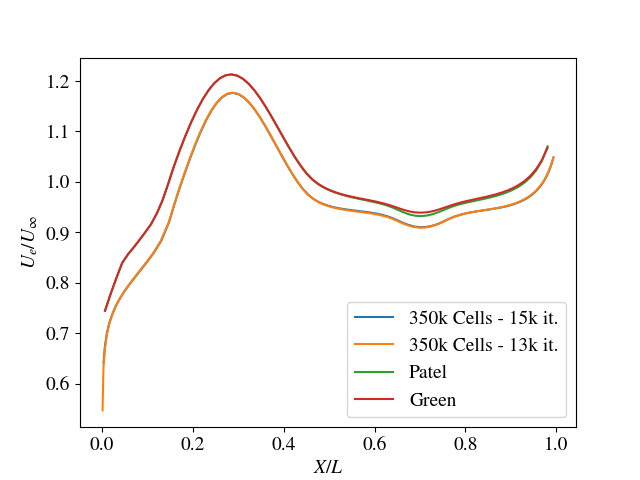 1.2
1.1
1.0
0.9
0.8
0.7
0.6
U_e/U_∞
350k Cells - 15k it.
350k Cells - 13k it.
Patel
Green
0.0 0.2 0.4 0.6 0.8 1.0
X/L